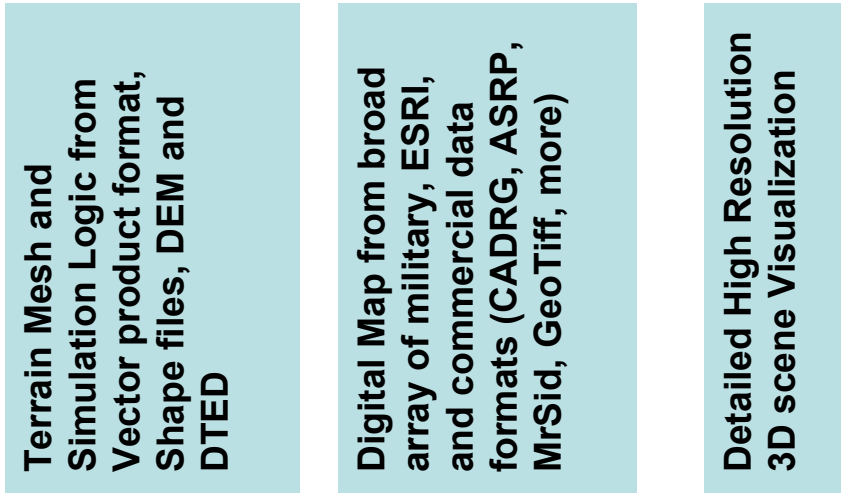 Terrain Mesh and
Simulation Logic from
Vector product format,
Shape files, DEM and
DTED
Digital Map from broad
array of military, ESRI,
and commercial data
formats (CADRG, ASRP,
MrSid, GeoTiff, more)
Detailed High Resolution
3D scene Visualization